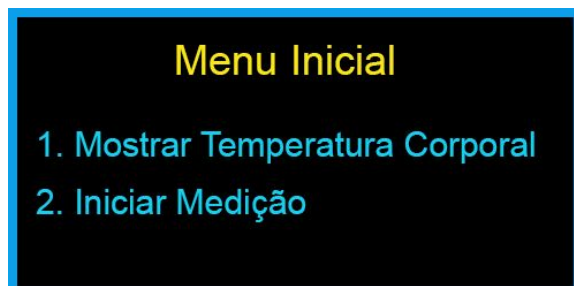 Menu Inicial
1. Mostrar Temperatura Corporal
2. Iniciar Medição